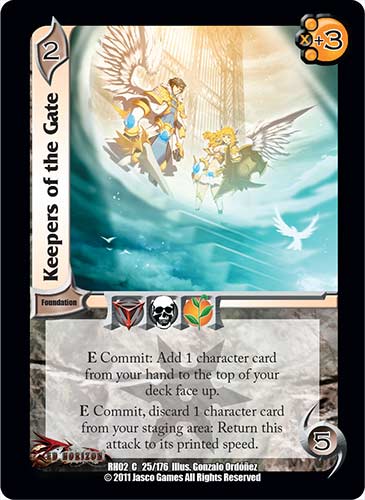 2
x+3
Keepers of the Gate
Foundation
E Commit: Add 1 character card
from your hand to the top of your
deck face up.
E Commit, discard 1 character card
from your staging area: Return this
attack to its printed speed.
5
RED HORIZON
RH02 C 25/176 Illus. Gonzalo Ordóñez
© 2011 Jasco Games All Rights Reserved